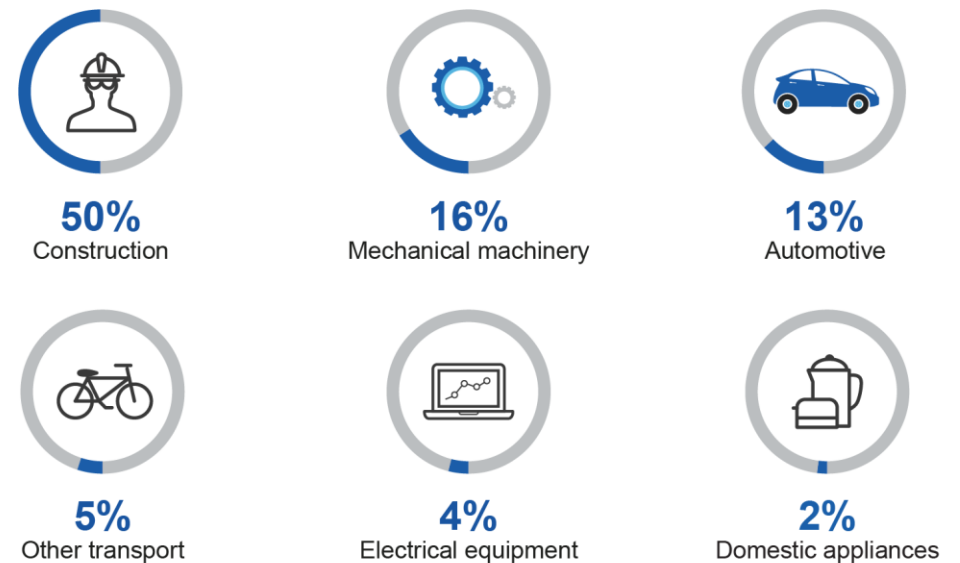 50%
Construction
16%
Mechanical machinery
13%
Automotive
5%
Other transport
4%
Electrical equipment
2%
Domestic appliances